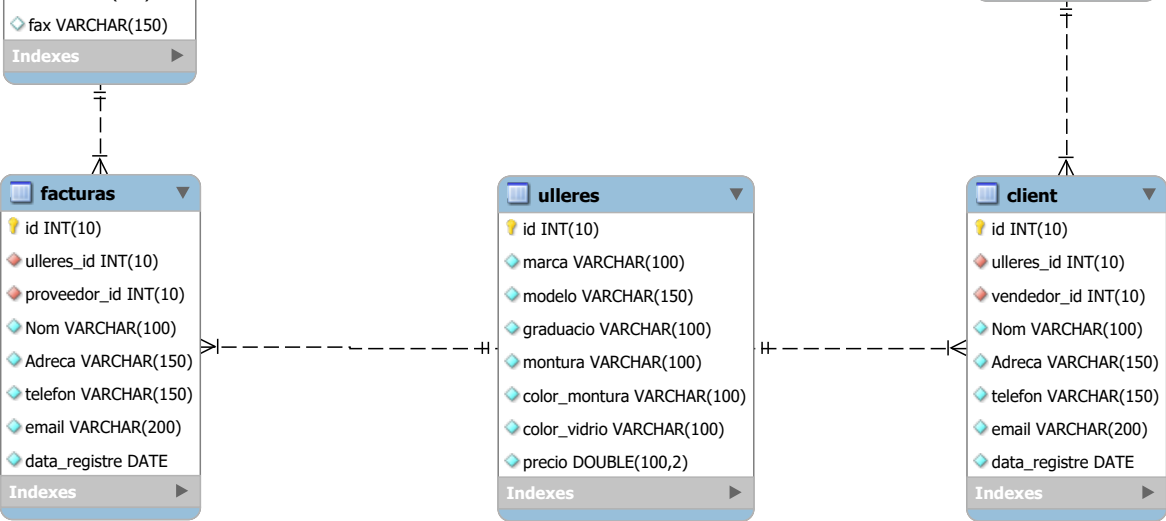 fax VARCHAR(150)
Indexes
facturas
id INT(10)
ulleres_id INT(10)
proveedor_id INT(10)
Nom VARCHAR(100)
Adreca VARCHAR(150)
telefon VARCHAR(150)
email VARCHAR(200)
data_registre DATE
Indexes
ulleres
id INT(10)
marca VARCHAR(100)
modelo VARCHAR(150)
graduacio VARCHAR(100)
montura VARCHAR(100)
color_montura VARCHAR(100)
color_vidrio VARCHAR(100)
precio DOUBLE(100,2)
Indexes
client
id INT(10)
ulleres_id INT(10)
vendedor_id INT(10)
Nom VARCHAR(100)
Adreca VARCHAR(150)
telefon VARCHAR(150)
email VARCHAR(200)
data_registre DATE
Indexes